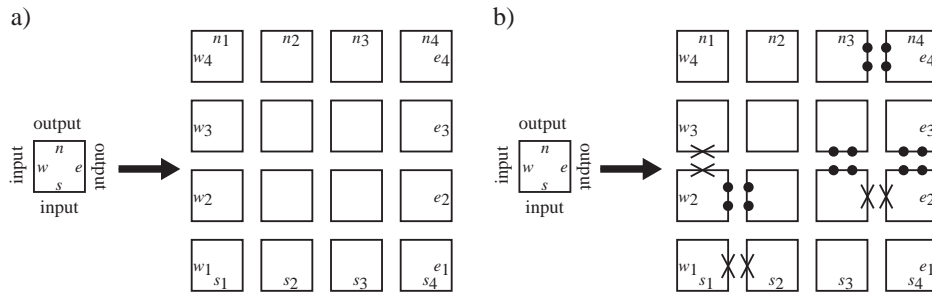 a)
n1 n2 n3 n4
w4 e4
w3 e3
w2 e2
w1 e1
s1 s2 s3 s4
output
input n output
w e
s
input
b)
n1 n2 n3 n4
w4 e4
w3 e3
w2 e2
w1 e1
s1 s2 s3 s4
output
input n output
w e
s
input